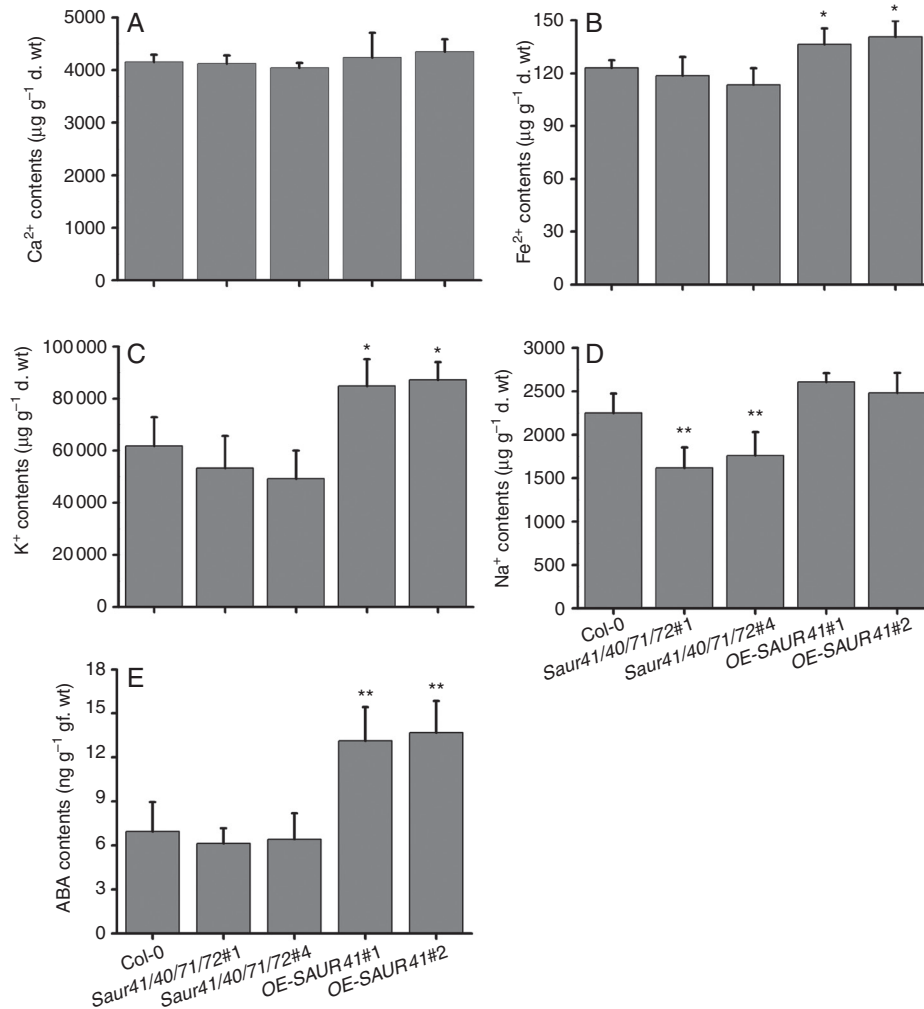 A
Ca²⁺ contents (µg g⁻¹ d. wt)
5000
4000
3000
2000
1000
0
B
Fe²⁺ contents (µg g⁻¹ d. wt)
150
120
90
60
30
0
*
*
C
K⁺ contents (µg g⁻¹ d. wt)
100 000
80 000
60 000
40 000
20 000
0
*
*
D
Na⁺ contents (µg g⁻¹ d. wt)
3000
2500
2000
1500
1000
500
0
**
**
Col-0
Saur41/40/71/72#1
Saur41/40/71/72#4
OE-SAUR41#1
OE-SAUR41#2
E
ABA contents (ng g⁻¹ gf. wt)
18
15
12
9
6
3
0
**
**
Col-0
Saur41/40/71/72#1
Saur41/40/71/72#4
OE-SAUR41#1
OE-SAUR41#2